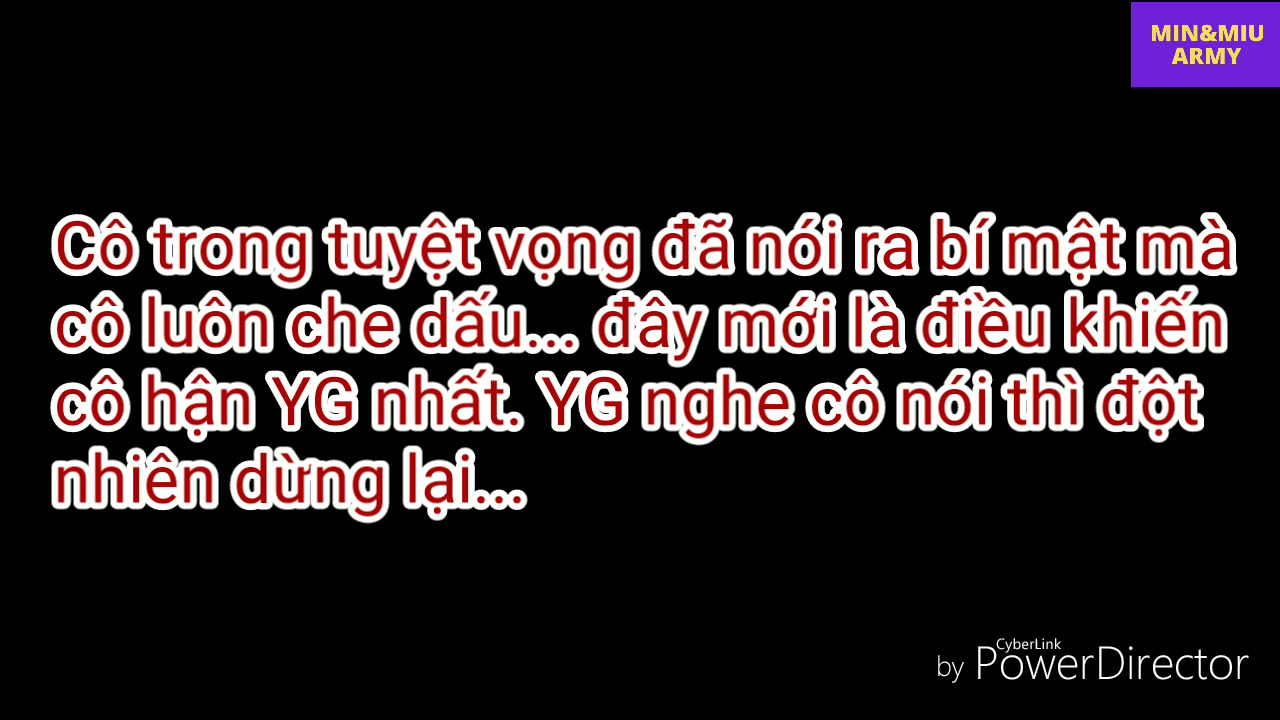 MIN&MIU
ARMY
Cô trong tuyệt vọng đã nói ra bí mật mà
cô luôn che dấu... đây mới là điều khiến
cô hận YG nhất. YG nghe cô nói thì đột
nhiên dừng lại...
CyberLink
by PowerDirector